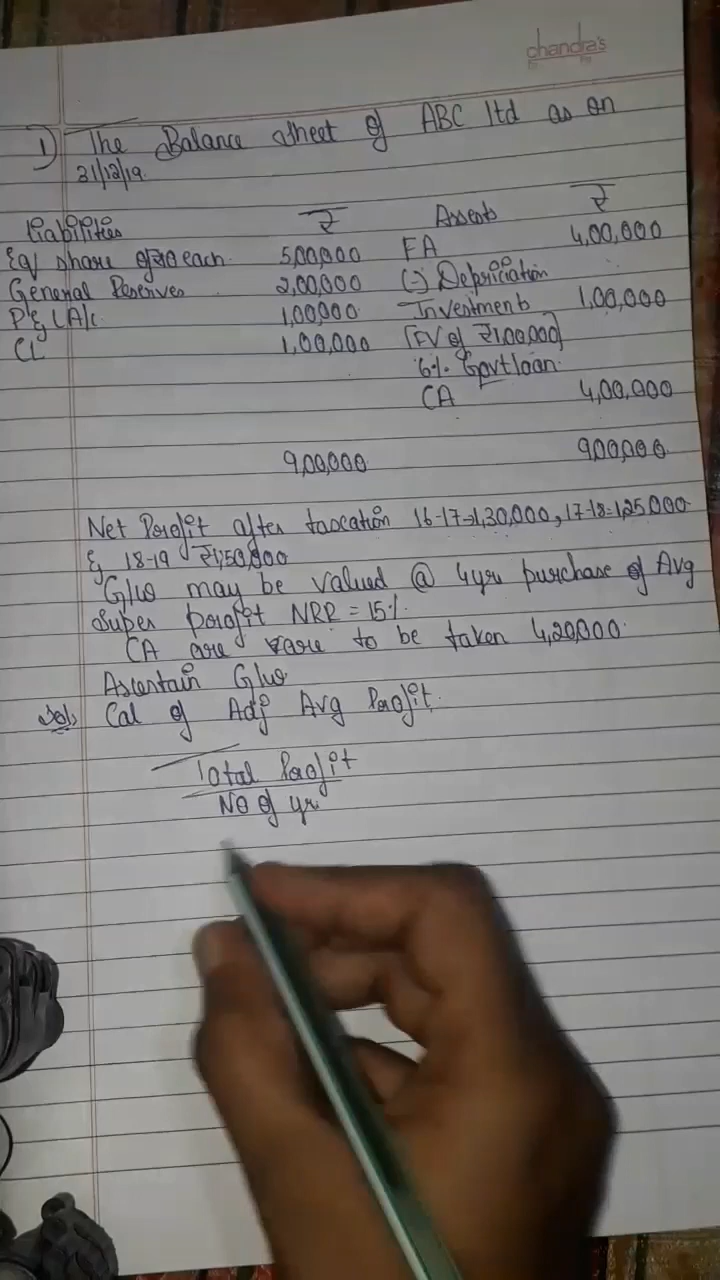 chandra's
1) The Balance sheet of ABC ltd as on
31/12/19.
Liabilities ₹ Assets ₹
Eq share of each. 5,00,000 FA 4,00,000
General Reserves 2,00,000 (-) Depriciation
P & L A/c 1,00,000 Investment 1,00,000
CL 1,00,000 [FV of ₹1,00,000]
6% Govt loan
CA 4,00,000
9,00,000 9,00,000
Net Profit after taxation 16-17=1,30,000, 17-18=1,25,000
& 18-19 ₹1,50,000
G/w may be valued @ 4yr purchase of Avg
Super profit NRR = 15%.
CA are to be taken 4,20,000.
Ascertain G/w
Sol: Cal of Adj Avg Profit.
Total Profit
No of yr